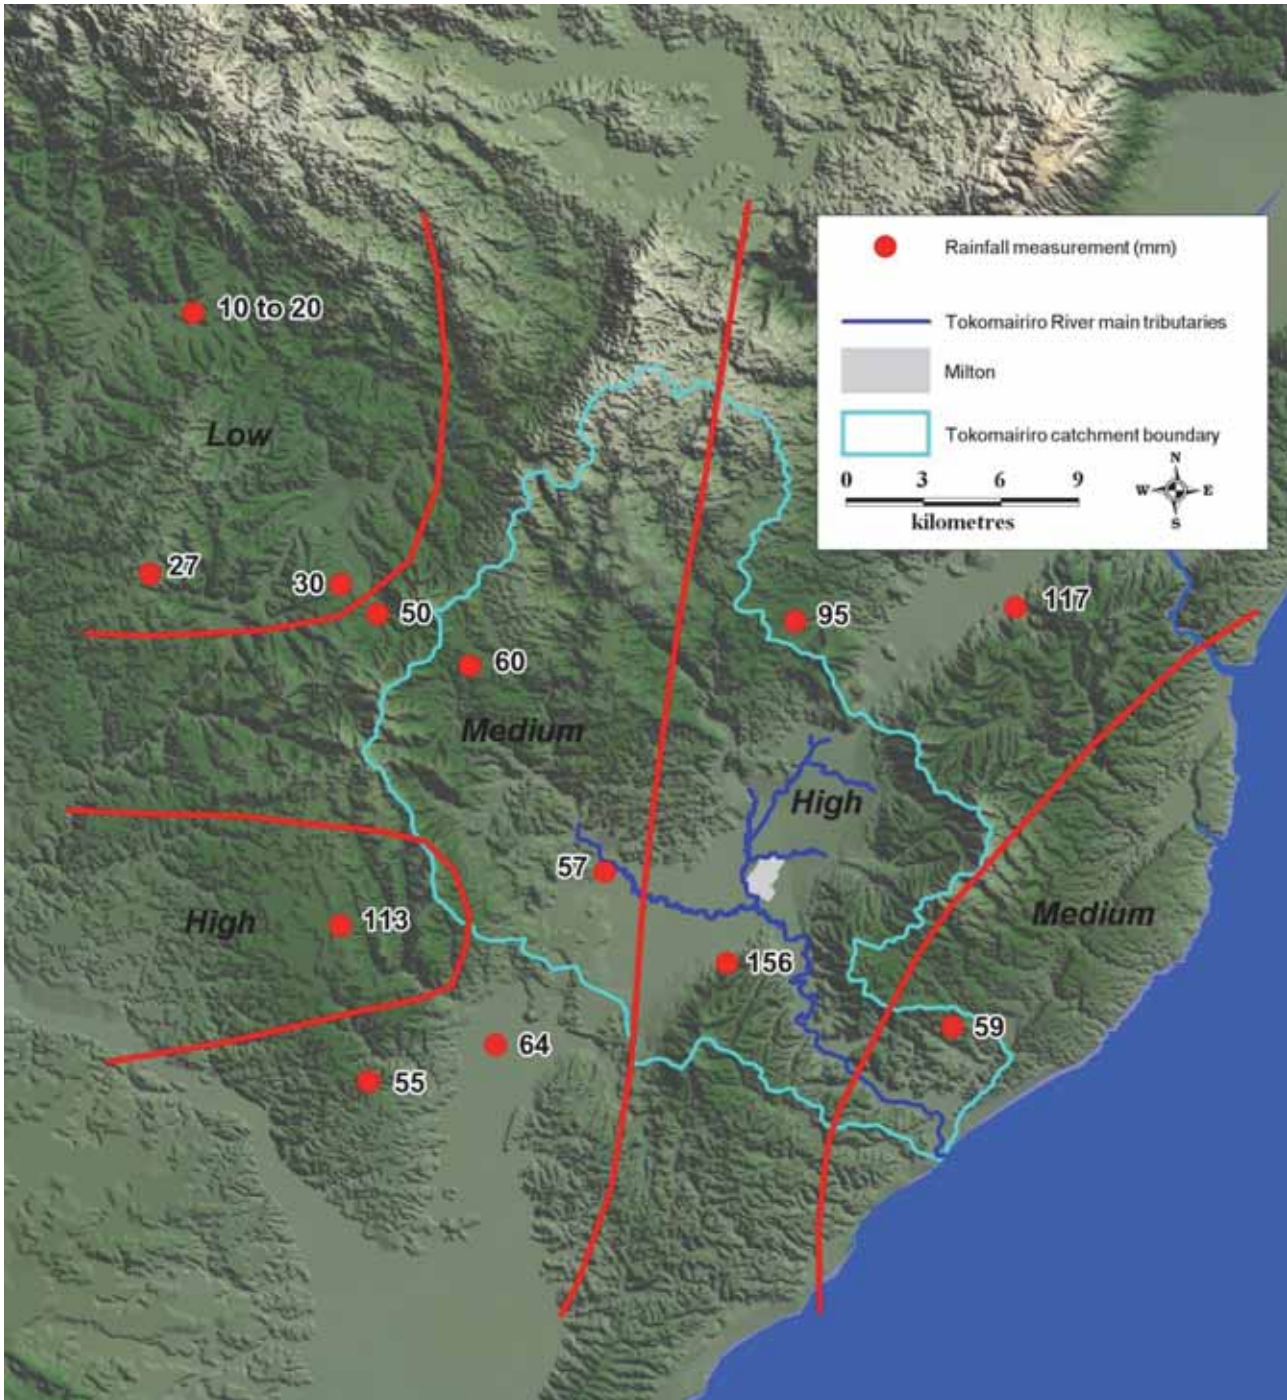 Rainfall measurement (mm)
Tokomairiro River main tributaries
Milton
Tokomairiro catchment boundary
0 3 6 9
kilometres
N
W E
S
10 to 20
Low
27
30
50
60
95
117
Medium
High
57
High
113
156
Medium
59
64
55